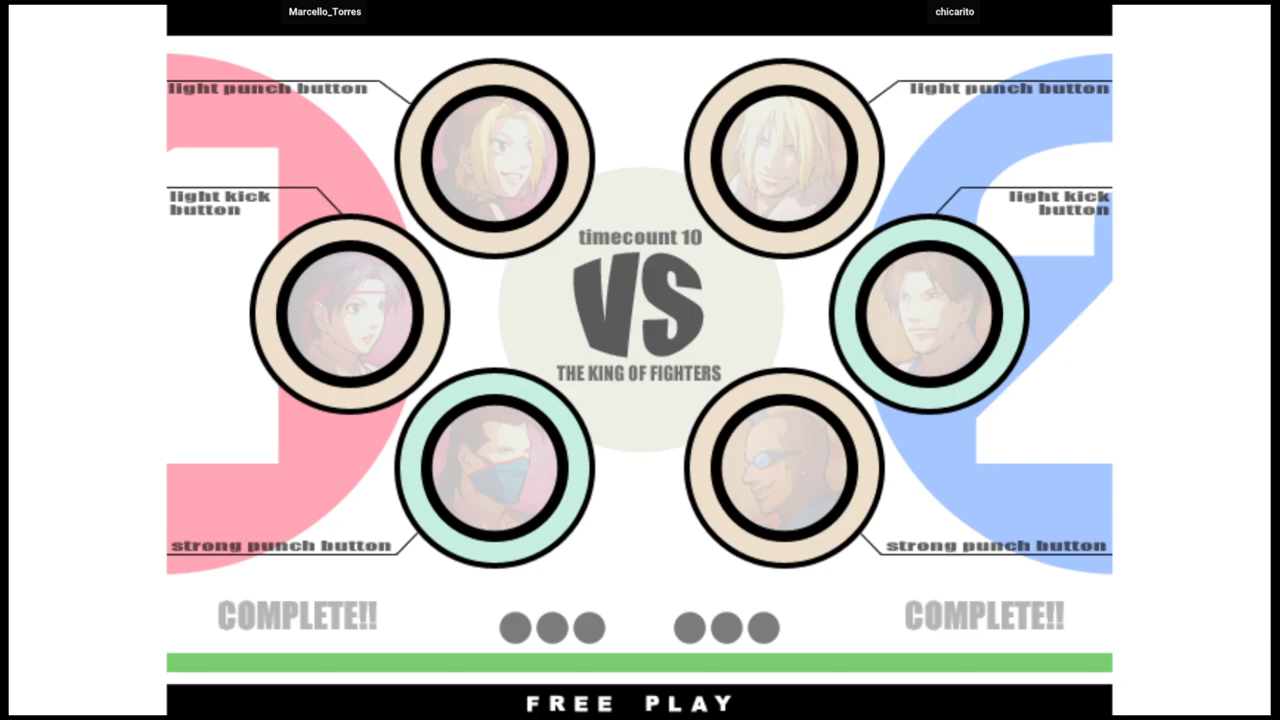 Marcello_Torres
chicarito
light punch button
light punch button
light kick
button
light kick
button
timecount 10
VS
THE KING OF FIGHTERS
strong punch button
strong punch button
COMPLETE!!
COMPLETE!!
FREE PLAY